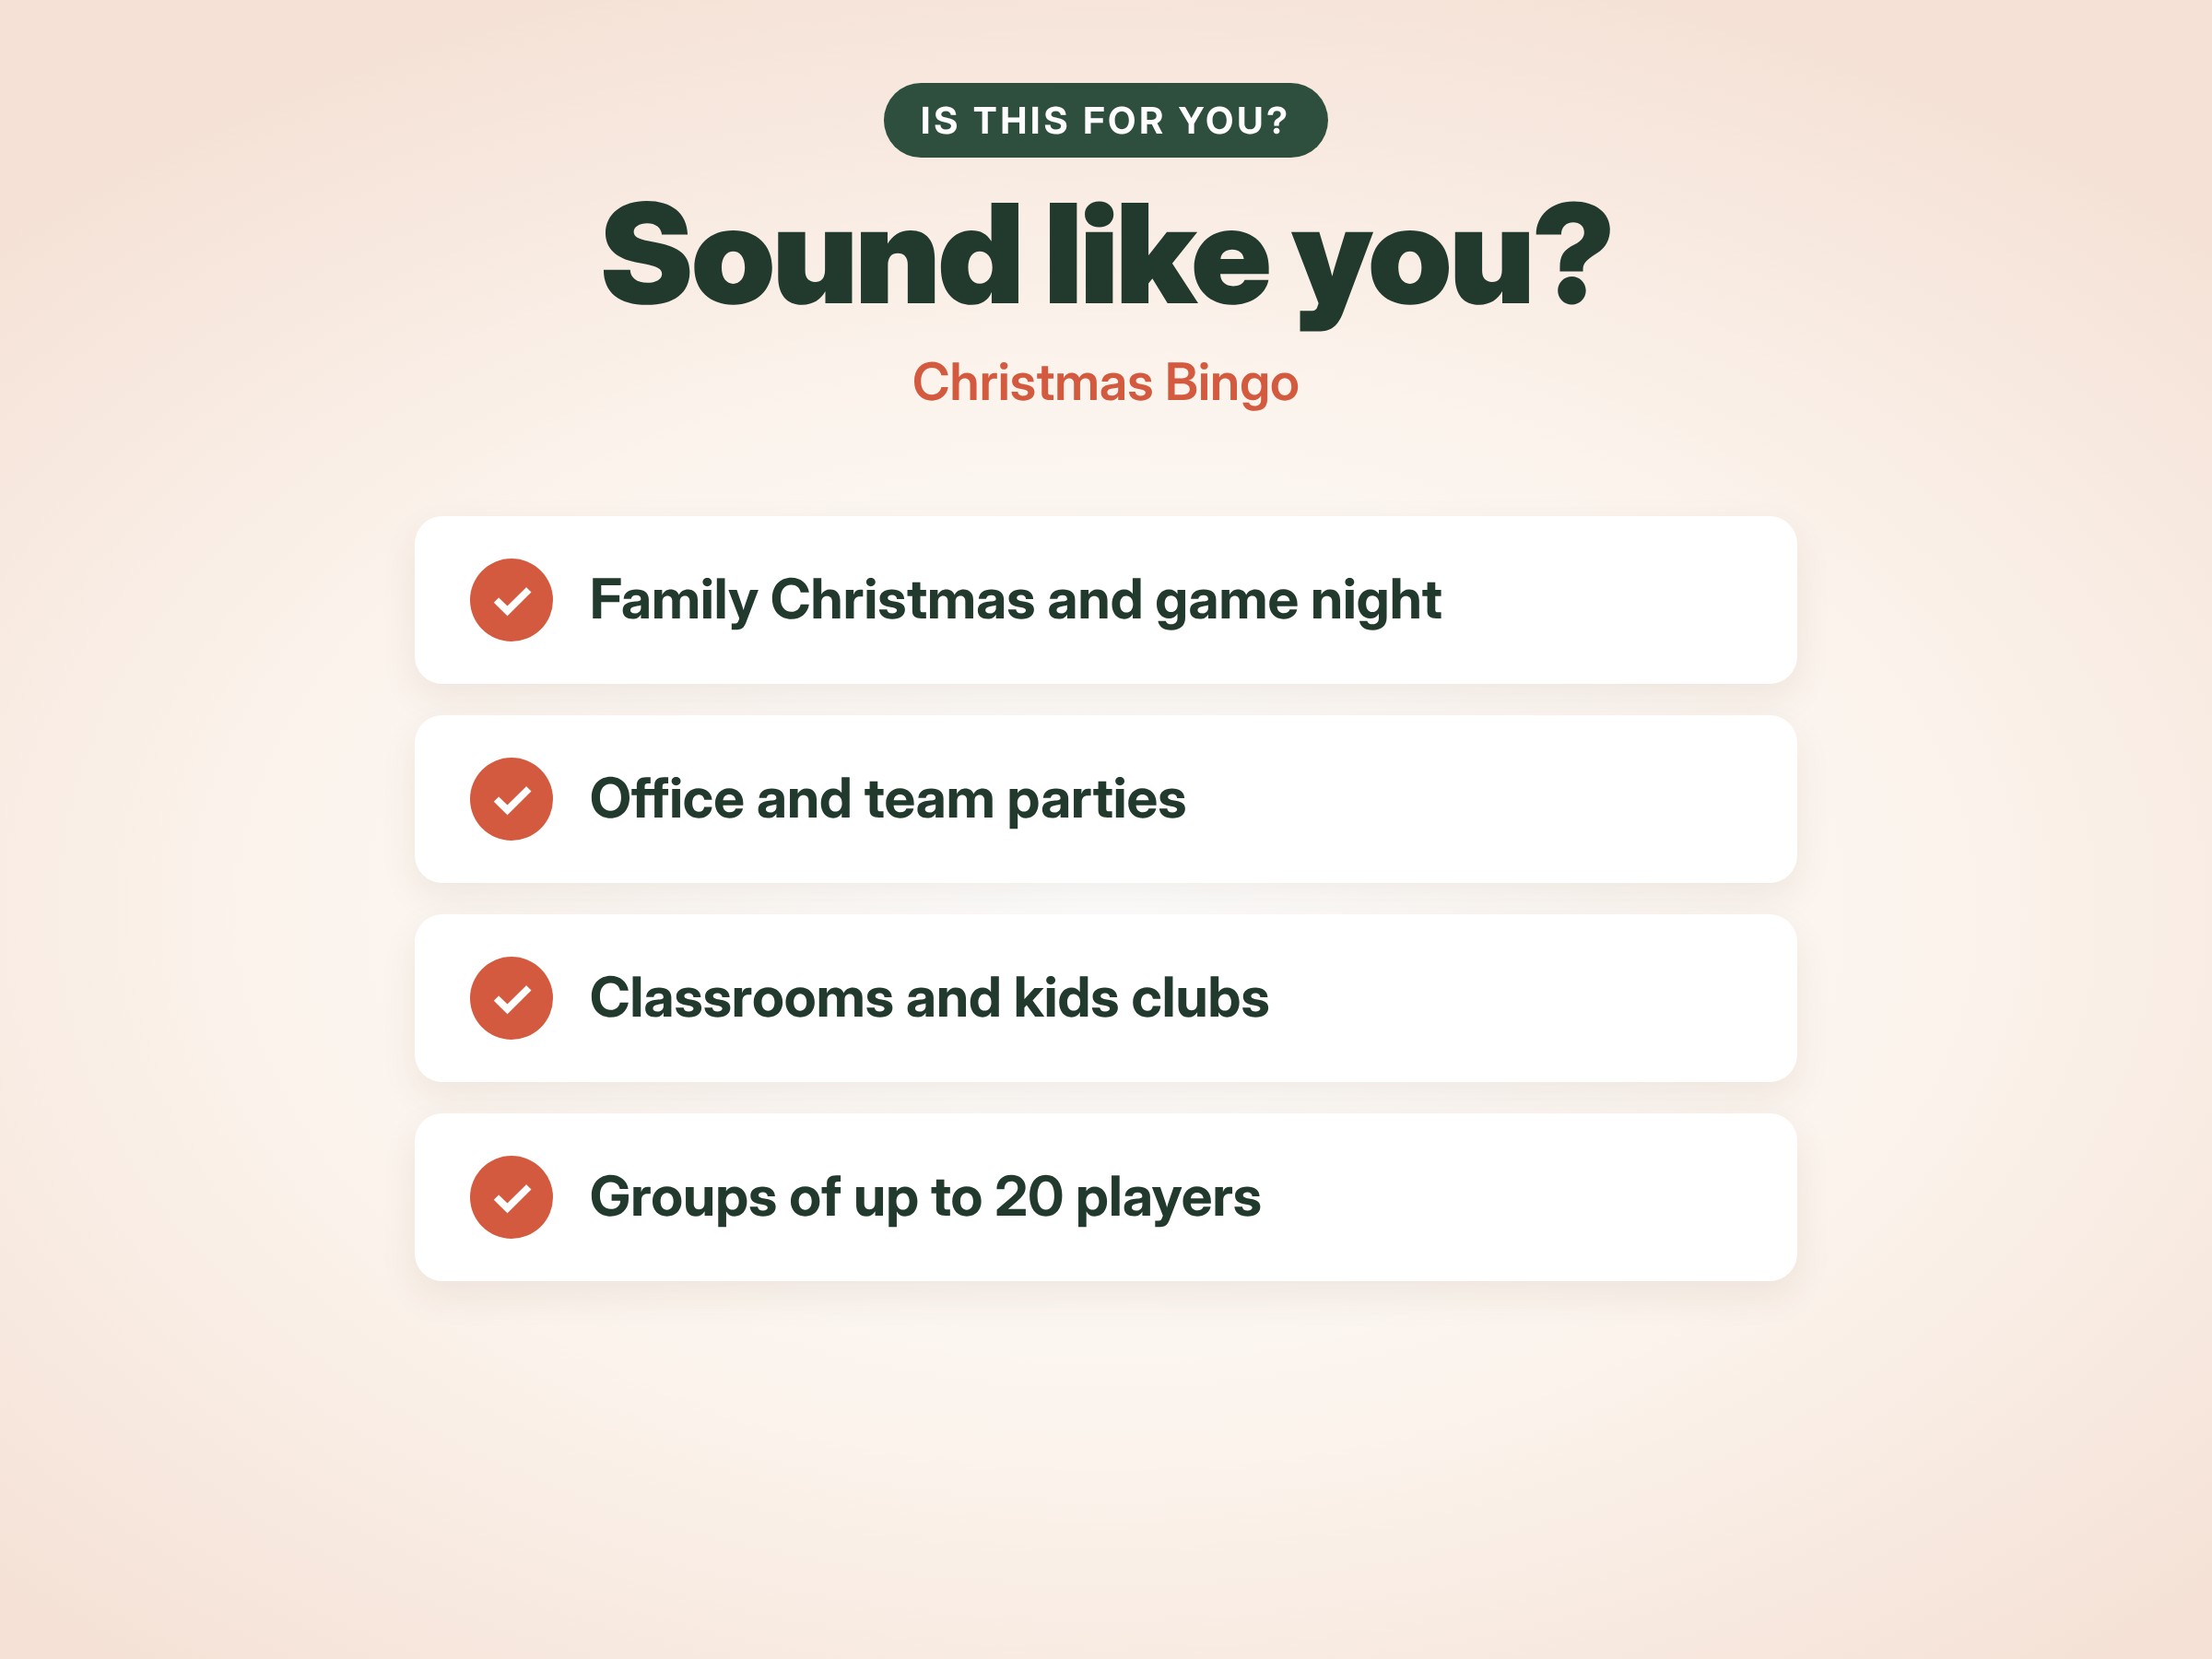 IS THIS FOR YOU?
Sound like you?
Christmas Bingo
Family Christmas and game night
Office and team parties
Classrooms and kids clubs
Groups of up to 20 players